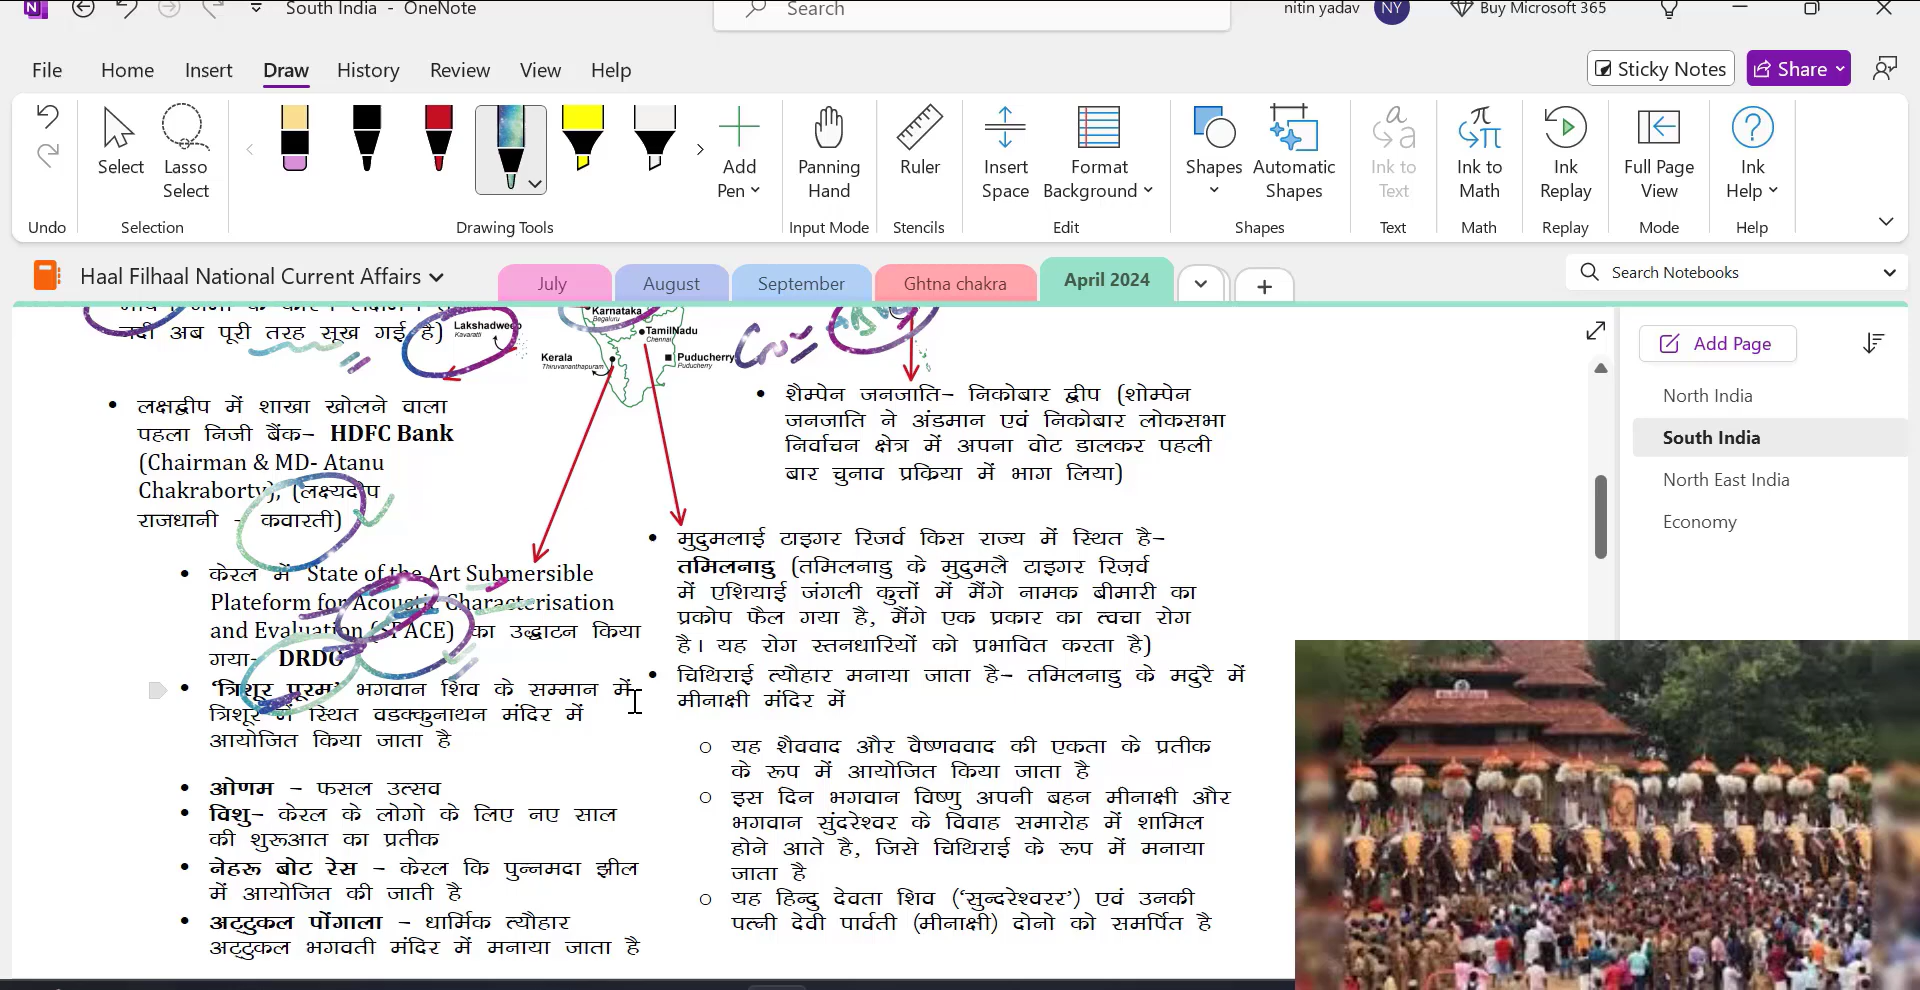 South India - OneNote
Search
nitin yadav
NY
Buy Microsoft 365
File Home Insert Draw History Review View Help
Sticky Notes
Share
Select
Lasso Select
Add Pen
Panning Hand
Ruler
Insert Space
Format Background
Shapes
Automatic Shapes
Ink to Text
Ink to Math
Ink Replay
Full Page View
Ink Help
Undo Selection Drawing Tools Input Mode Stencils Edit Shapes Text Math Replay Mode Help
Haal Filhaal National Current Affairs
July August September Ghtna chakra April 2024
Search Notebooks
Add Page
North India
South India
North East India
Economy
नदी अब पूरी तरह सूख गई है)
Lakshadweep
Kavaratti
Karnataka
Begaluru
TamilNadu
Chennai
Kerala
Thiruvananthapuram
Puducherry
Puducherry
• लक्षद्वीप में शाखा खोलने वाला
पहला निजी बैंक– HDFC Bank
(Chairman & MD- Atanu
Chakraborty), (लक्ष्यदीप
राजधानी - कवारती)
• केरल में State of the Art Submersible
Plateform for Acoustic Characterisation
and Evaluation (SPACE) का उद्घाटन किया
गया– DRDO
• 'त्रिशूर पूरम' भगवान शिव के सम्मान में
त्रिशूर में स्थित वडक्कुनाथन मंदिर में
आयोजित किया जाता है
• ओणम – फसल उत्सव
• विशु– केरल के लोगो के लिए नए साल
की शुरूआत का प्रतीक
• नेहरू बोट रेस – केरल कि पुन्नमदा झील
में आयोजित की जाती है
• अट्टुकल पोंगाला – धार्मिक त्यौहार
अट्टुकल भगवती मंदिर में मनाया जाता है
• शैम्पेन जनजाति– निकोबार द्वीप (शोम्पेन
जनजाति ने अंडमान एवं निकोबार लोकसभा
निर्वाचन क्षेत्र में अपना वोट डालकर पहली
बार चुनाव प्रक्रिया में भाग लिया)
• मुदुमलाई टाइगर रिजर्व किस राज्य में स्थित है–
तमिलनाडु (तमिलनाडु के मुदुमलै टाइगर रिज़र्व
में एशियाई जंगली कुत्तों में मैंगे नामक बीमारी का
प्रकोप फैल गया है, मैंगे एक प्रकार का त्वचा रोग
है। यह रोग स्तनधारियों को प्रभावित करता है)
• चिथिराई त्यौहार मनाया जाता है– तमिलनाडु के मदुरै में
मीनाक्षी मंदिर में
○ यह शैववाद और वैष्णववाद की एकता के प्रतीक
के रूप में आयोजित किया जाता है
○ इस दिन भगवान विष्णु अपनी बहन मीनाक्षी और
भगवान सुंदरेश्वर के विवाह समारोह में शामिल
होने आते है, जिसे चिथिराई के रूप में मनाया
जाता है
○ यह हिन्दु देवता शिव ('सुन्दरेश्वरर') एवं उनकी
पत्नी देवी पार्वती (मीनाक्षी) दोनो को समर्पित है